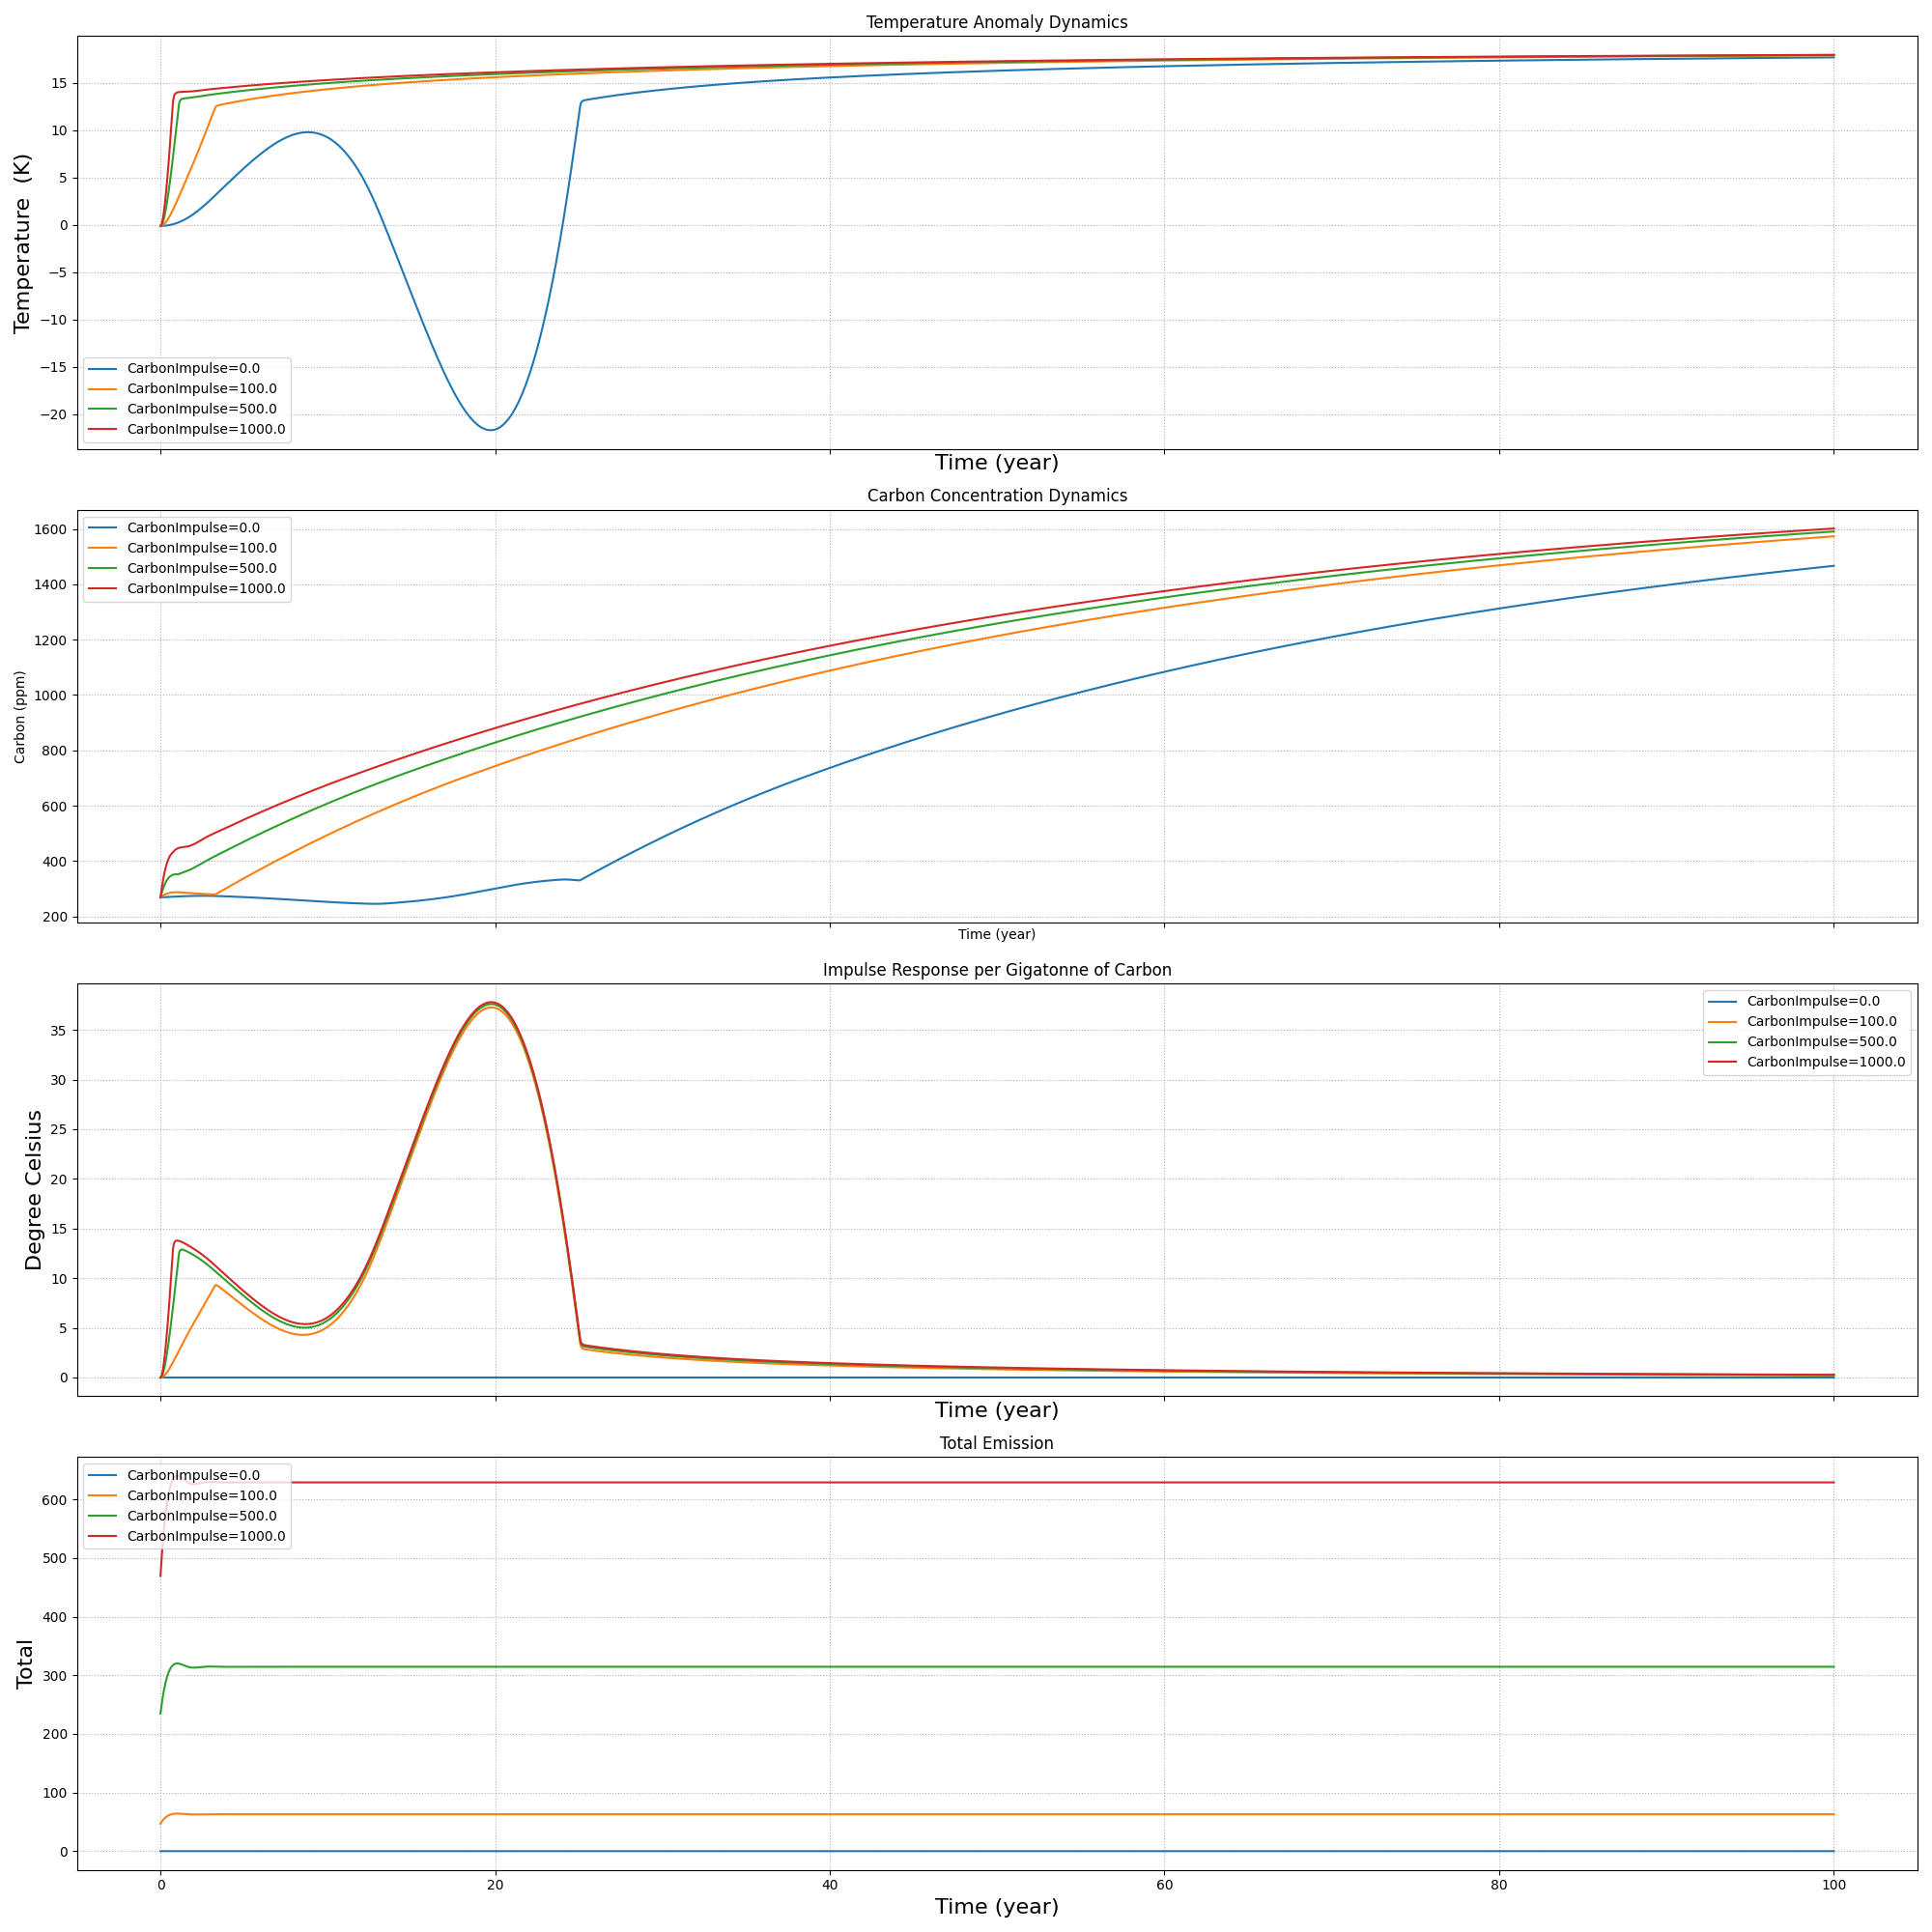 Temperature Anomaly Dynamics
Temperature  (K)
15
10
5
0
−5
−10
−15
−20
CarbonImpulse=0.0
CarbonImpulse=100.0
CarbonImpulse=500.0
CarbonImpulse=1000.0
Time (year)
Carbon Concentration Dynamics
Carbon (ppm)
1600
1400
1200
1000
800
600
400
200
CarbonImpulse=0.0
CarbonImpulse=100.0
CarbonImpulse=500.0
CarbonImpulse=1000.0
Time (year)
Impulse Response per Gigatonne of Carbon
Degree Celsius
35
30
25
20
15
10
5
0
CarbonImpulse=0.0
CarbonImpulse=100.0
CarbonImpulse=500.0
CarbonImpulse=1000.0
Time (year)
Total Emission
Total
600
500
400
300
200
100
0
CarbonImpulse=0.0
CarbonImpulse=100.0
CarbonImpulse=500.0
CarbonImpulse=1000.0
0 20 40 60 80 100
Time (year)